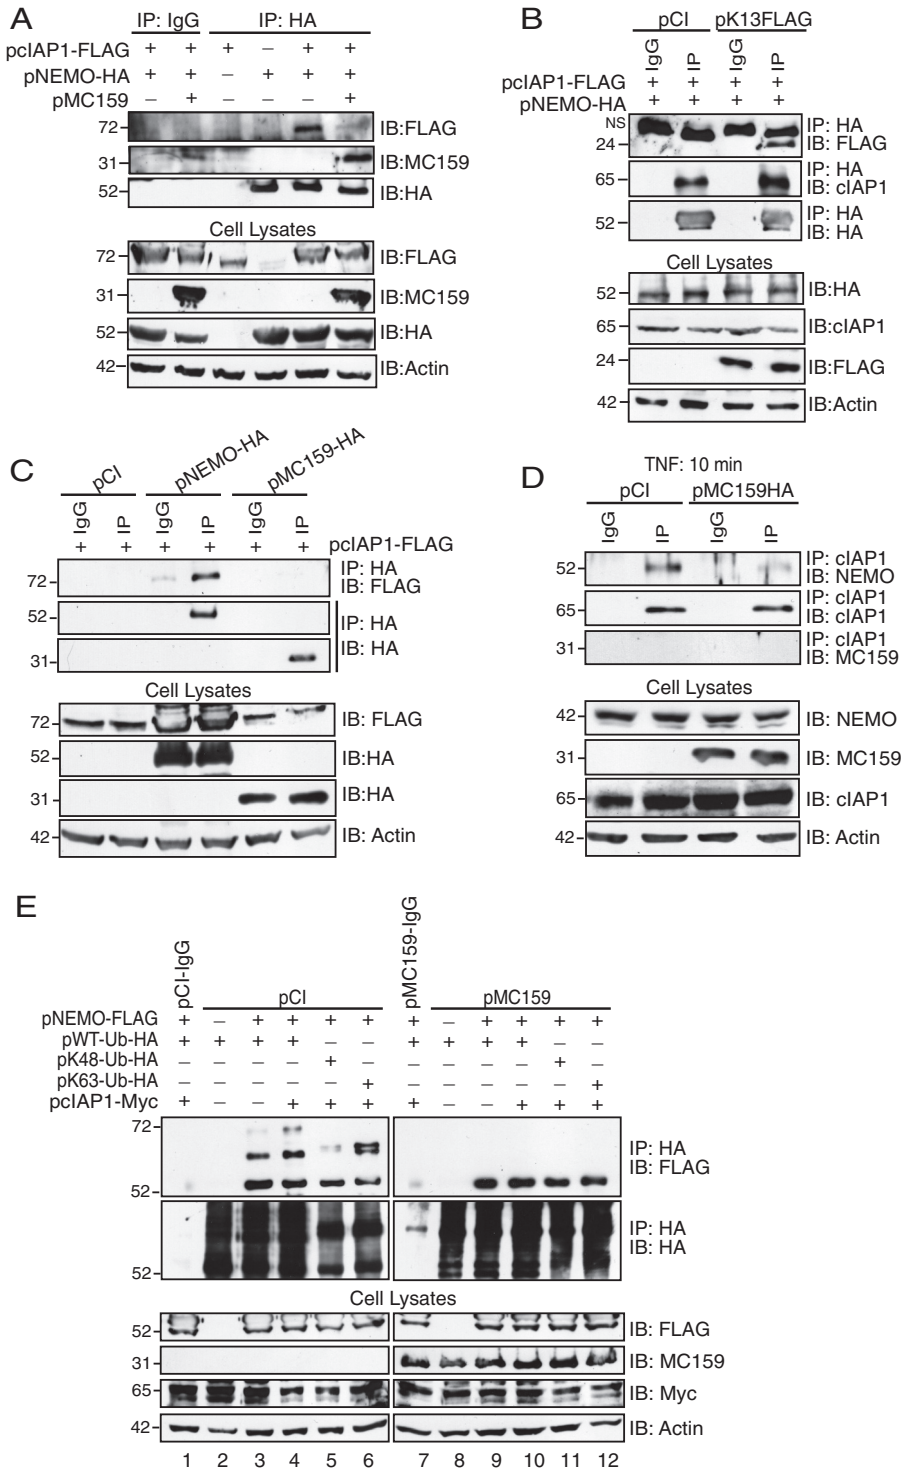 A
IP: IgG IP: HA
pcIAP1-FLAG + + + – + +
pNEMO-HA + + – + + +
pMC159 – + – – – +
72 IB:FLAG
31 IB:MC159
52 IB:HA
Cell Lysates
72 IB:FLAG
31 IB:MC159
52 IB:HA
42 IB:Actin
B
pCI pK13FLAG
IgG IP IgG IP
pcIAP1-FLAG + + + +
pNEMO-HA + + + +
NS IP: HA
24 IB: FLAG
65 IP: HA
IB: cIAP1
52 IP: HA
IB: HA
Cell Lysates
52 IB:HA
65 IB:cIAP1
24 IB:FLAG
42 IB:Actin
C
pCI pNEMO-HA pMC159-HA
IgG IP IgG IP IgG IP
+ + + + + + pcIAP1-FLAG
72 IP: HA
IB: FLAG
52 IP: HA
31 IB: HA
Cell Lysates
72 IB: FLAG
52 IB:HA
31 IB:HA
42 IB: Actin
D
TNF: 10 min
pCI pMC159HA
IgG IP IgG IP
52 IP: cIAP1
IB: NEMO
65 IP: cIAP1
IB: cIAP1
31 IP: cIAP1
IB: MC159
Cell Lysates
42 IB: NEMO
31 IB: MC159
65 IB: cIAP1
42 IB: Actin
E
pCI-IgG pCI pMC159-IgG pMC159
pNEMO-FLAG + – + + + + + – + + + +
pWT-Ub-HA + + + + – – + + + + – –
pK48-Ub-HA – – – – + – – – – – + –
pK63-Ub-HA – – – – – + – – – – – +
pcIAP1-Myc + – – + + + + – – + + +
72 IP: HA
52 IB: FLAG
IP: HA
52 IB: HA
Cell Lysates
52 IB: FLAG
31 IB: MC159
65 IB: Myc
42 IB: Actin
1 2 3 4 5 6 7 8 9 10 11 12